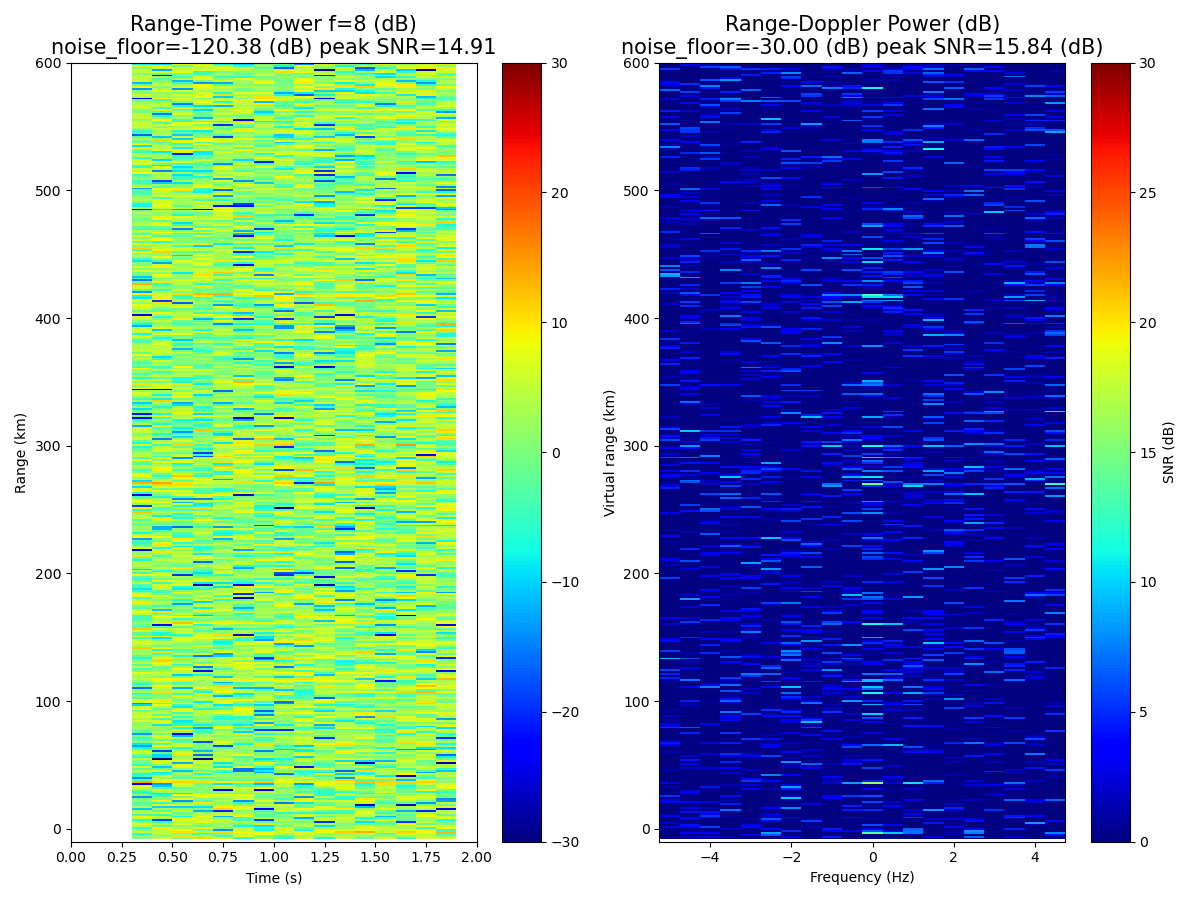 Range-Time Power f=8 (dB)
noise_floor=-120.38 (dB) peak SNR=14.91
600
500
400
300
200
100
0
Range (km)
0.00 0.25 0.50 0.75 1.00 1.25 1.50 1.75 2.00
Time (s)
30
20
10
0
−10
−20
−30
Range-Doppler Power (dB)
noise_floor=-30.00 (dB) peak SNR=15.84 (dB)
600
500
400
300
200
100
0
Virtual range (km)
−4 −2 0 2 4
Frequency (Hz)
30
25
20
15
10
5
0
SNR (dB)